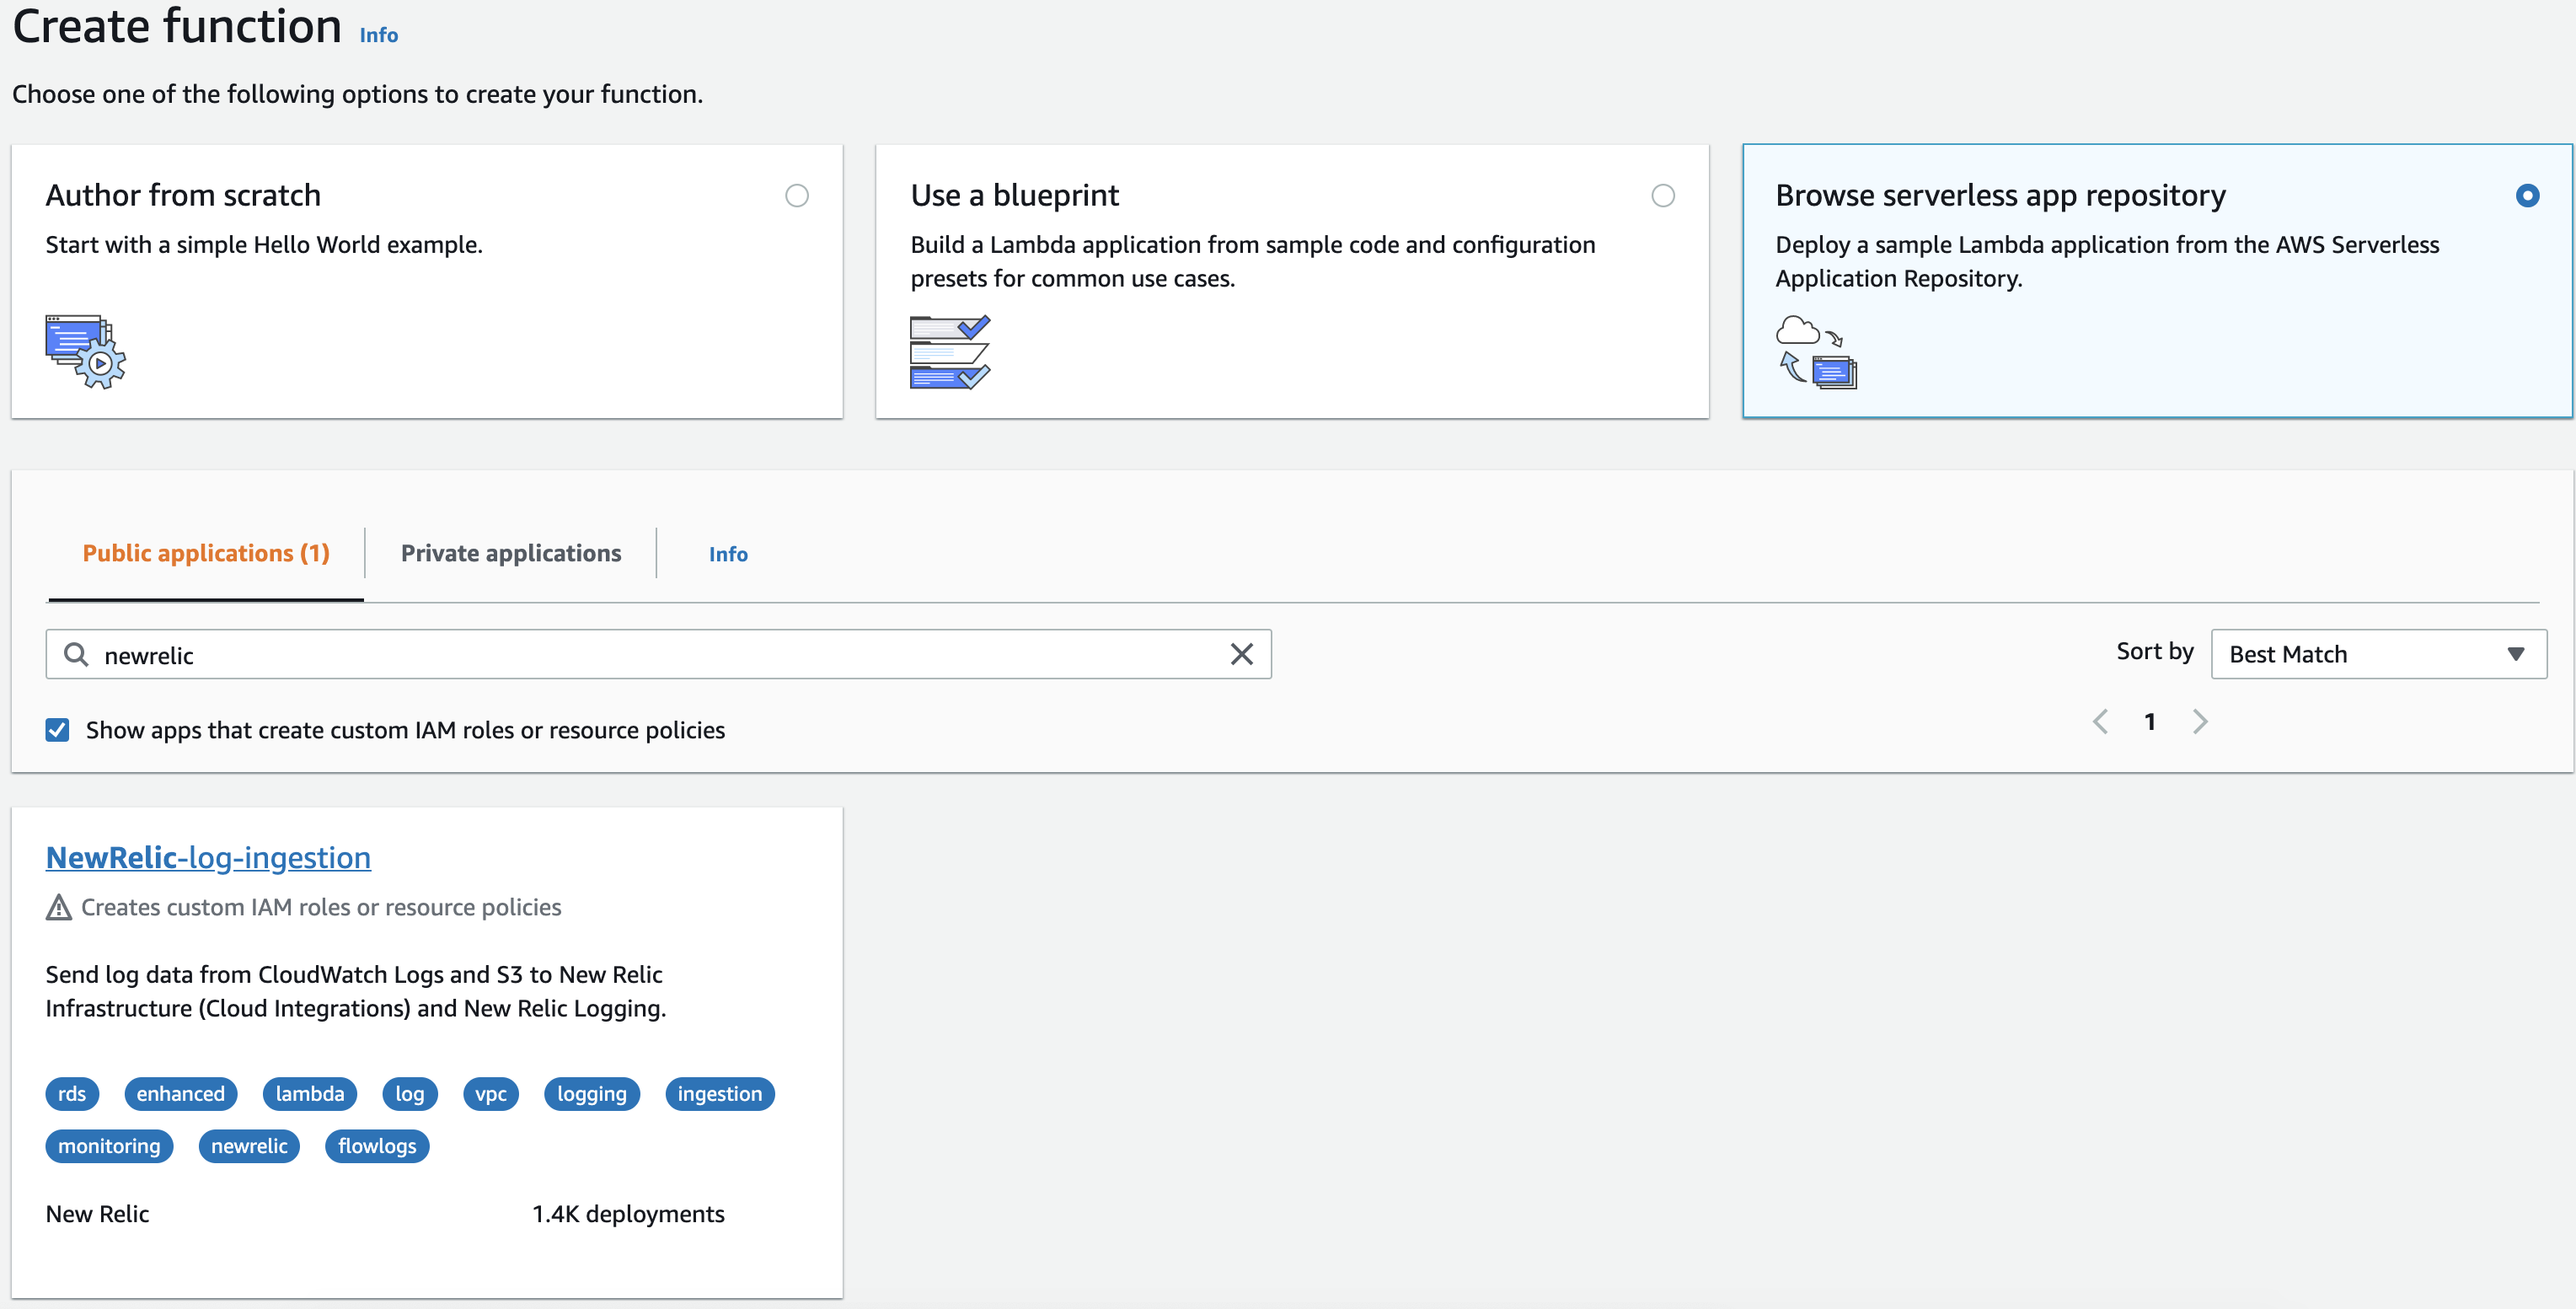 Create function Info
Choose one of the following options to create your function.
Author from scratch
Start with a simple Hello World example.
Use a blueprint
Build a Lambda application from sample code and configuration
presets for common use cases.
Browse serverless app repository
Deploy a sample Lambda application from the AWS Serverless
Application Repository.
Public applications (1) Private applications Info
newrelic
Sort by Best Match
Show apps that create custom IAM roles or resource policies
1
NewRelic-log-ingestion
Creates custom IAM roles or resource policies
Send log data from CloudWatch Logs and S3 to New Relic
Infrastructure (Cloud Integrations) and New Relic Logging.
rds enhanced lambda log vpc logging ingestion
monitoring newrelic flowlogs
New Relic 1.4K deployments